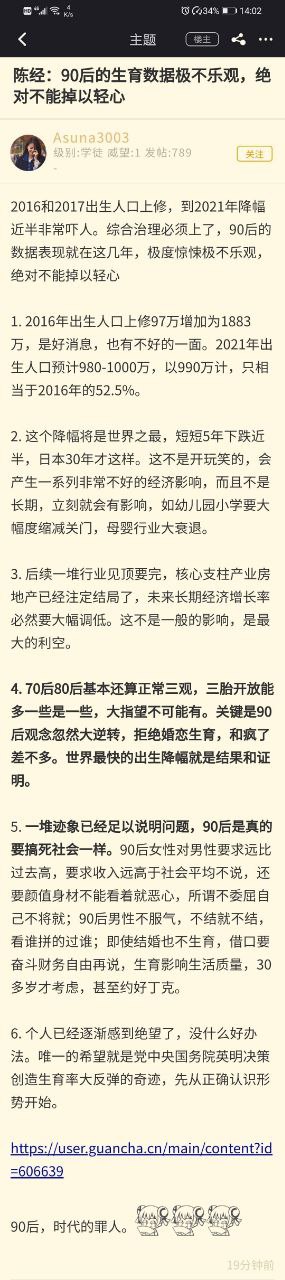 HD 4G 4 K/s 34% 14:02
主题 楼主
陈经：90后的生育数据极不乐观，绝
对不能掉以轻心
Asuna3003
级别:学徒 威望:1 发帖:789
-
关注
2016和2017出生人口上修，到2021年降幅
近半非常吓人。综合治理必须上了，90后的
数据表现就在这几年，极度惊悚极不乐观，
绝对不能掉以轻心
1. 2016年出生人口上修97万增加为1883
万，是好消息，也有不好的一面。2021年出
生人口预计980-1000万，以990万计，只相
当于2016年的52.5%。
2. 这个降幅将是世界之最，短短5年下跌近
半，日本30年才这样。这不是开玩笑的，会
产生一系列非常不好的经济影响，而且不是
长期，立刻就会有影响，如幼儿园小学要大
幅度缩减关门，母婴行业大衰退。
3. 后续一堆行业见顶要完，核心支柱产业房
地产已经注定结局了，未来长期经济增长率
必然要大幅调低。这不是一般的影响，是最
大的利空。
4. 70后80后基本还算正常三观，三胎开放能
多一些是一些，大指望不可能有。关键是90
后观念忽然大逆转，拒绝婚恋生育，和疯了
差不多。世界最快的出生降幅就是结果和证
明。
5. 一堆迹象已经足以说明问题，90后是真的
要搞死社会一样。90后女性对男性要求远比
过去高，要求收入远高于社会平均不说，还
要颜值身材不能看着就恶心，所谓不委屈自
己不将就；90后男性不服气，不结就不结，
看谁拼的过谁；即使结婚也不生育，借口要
奋斗财务自由再说，生育影响生活质量，30
多岁才考虑，甚至约好丁克。
6. 个人已经逐渐感到绝望了，没什么好办
法。唯一的希望就是党中央国务院英明决策
创造生育率大反弹的奇迹，先从正确认识形
势开始。
https://user.guancha.cn/main/content?id
=606639
90后，时代的罪人。
19分钟前